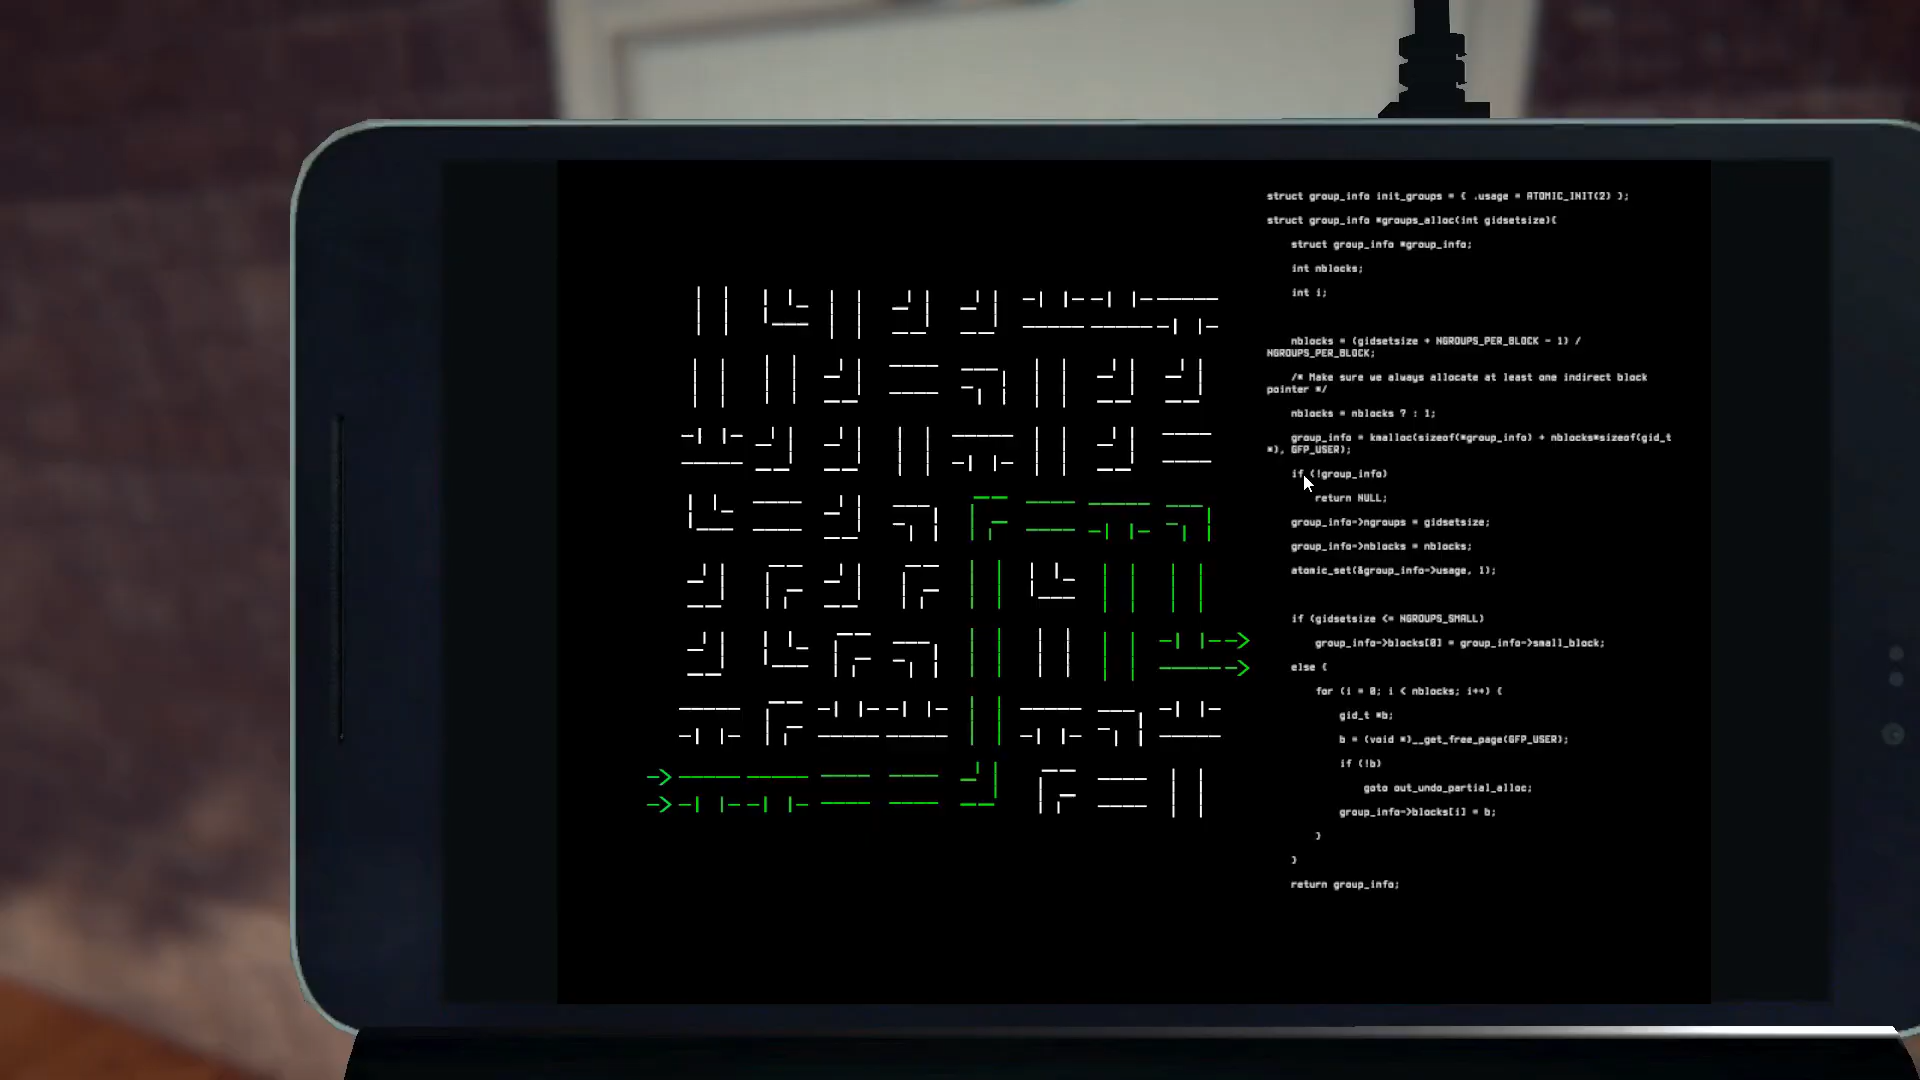 struct group_info init_groups = { .usage = ATOMIC_INIT(2) };
struct group_info *groups_alloc(int gidsetsize){
struct group_info *group_info;
int nblocks;
int i;
nblocks = (gidsetsize + NGROUPS_PER_BLOCK - 1) /
NGROUPS_PER_BLOCK;
/* Make sure we always allocate at least one indirect block
pointer */
nblocks = nblocks ? : 1;
group_info = kmalloc(sizeof(*group_info) + nblocks*sizeof(gid_t
*), GFP_USER);
if (!group_info)
return NULL;
group_info->ngroups = gidsetsize;
group_info->nblocks = nblocks;
atomic_set(&group_info->usage, 1);
if (gidsetsize <= NGROUPS_SMALL)
group_info->blocks[0] = group_info->small_block;
else {
for (i = 0; i < nblocks; i++) {
gid_t *b;
b = (void *)__get_free_page(GFP_USER);
if (!b)
goto out_undo_partial_alloc;
group_info->blocks[i] = b;
}
}
return group_info;